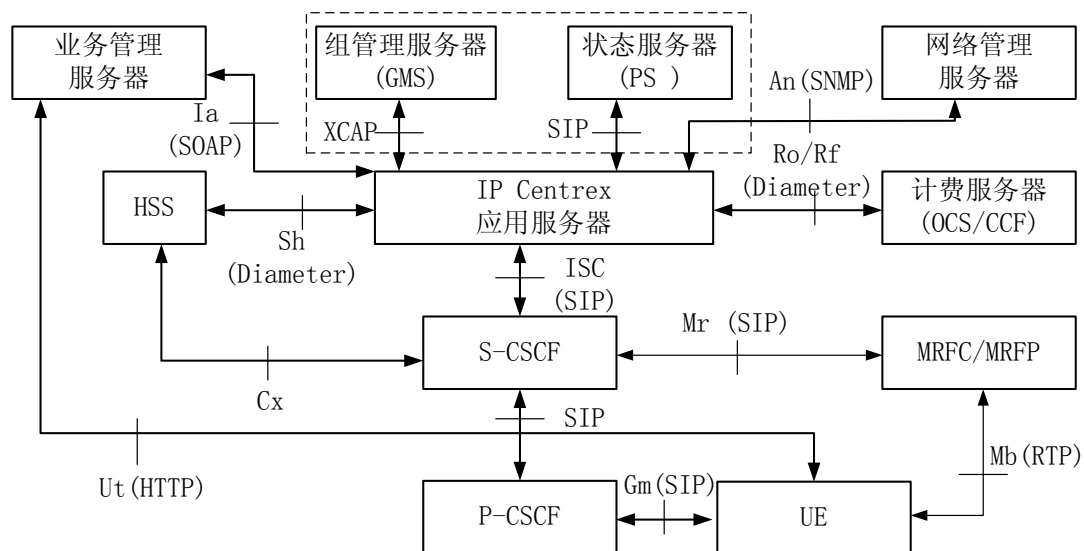 业务管理
服务器
组管理服务器
(GMS)
状态服务器
(PS )
网络管理
服务器
An(SNMP)
Ia
(SOAP)
XCAP
SIP
Ro/Rf
(Diameter)
HSS
Sh
(Diameter)
IP Centrex
应用服务器
计费服务器
(OCS/CCF)
ISC
(SIP)
S-CSCF
Mr (SIP)
MRFC/MRFP
Cx
SIP
Ut(HTTP)
Mb(RTP)
P-CSCF
Gm(SIP)
UE